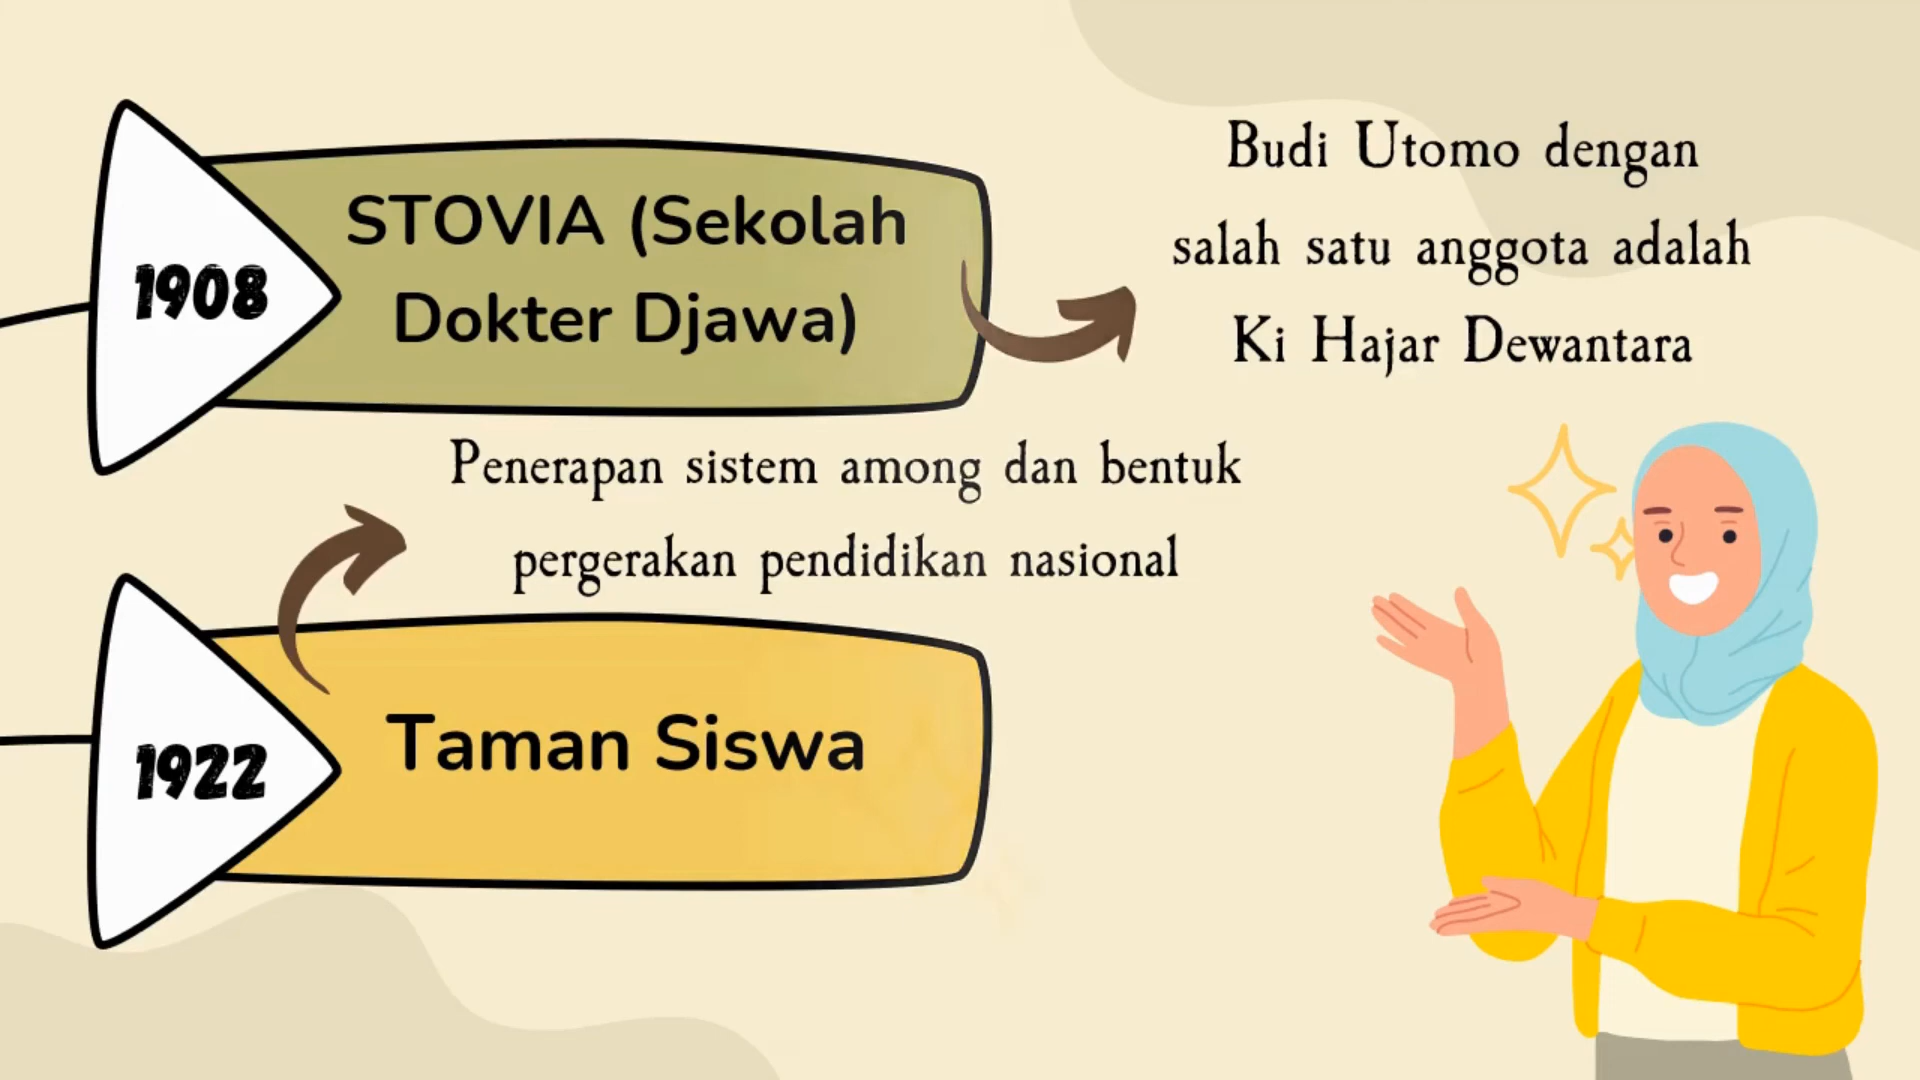 1908
STOVIA (Sekolah
Dokter Djawa)
Budi Utomo dengan
salah satu anggota adalah
Ki Hajar Dewantara
Penerapan sistem among dan bentuk
pergerakan pendidikan nasional
1922
Taman Siswa